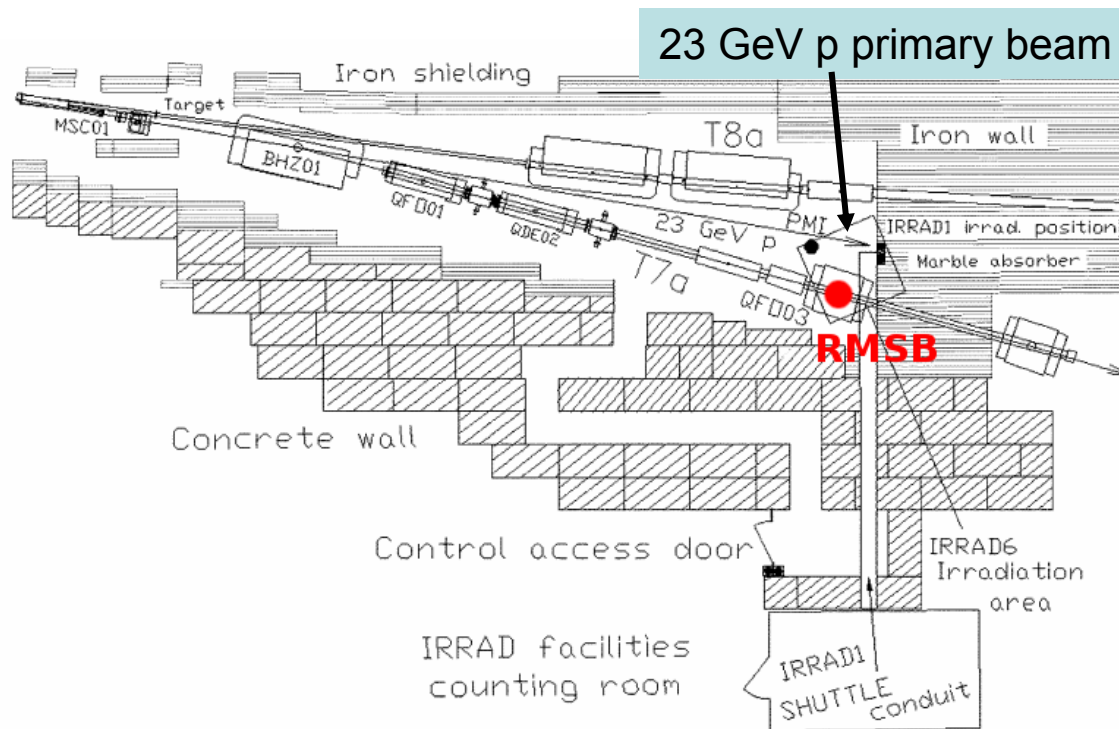 23 GeV p primary beam
Iron shielding
Target
MSC01
T8a
Iron wall
BHZ01
QFO01
QDE02
23 GeV p
PMI
IRRAD1 irrad. position
Marble absorber
T7a
QFO03
RMSB
Concrete wall
Control access door
IRRAD6
Irradiation
area
IRRAD facilities
counting room
IRRAD1
SHUTTLE
conduit